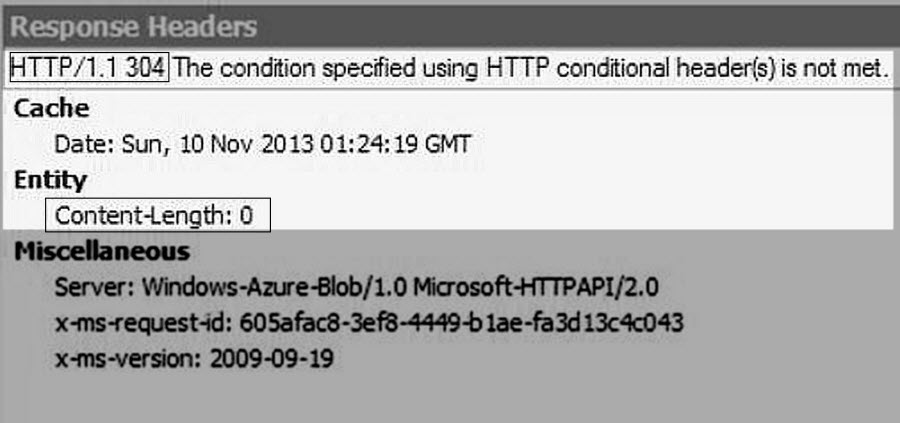 Response Headers
HTTP/1.1 304 The condition specified using HTTP conditional header(s) is not met.
Cache
Date: Sun, 10 Nov 2013 01:24:19 GMT
Entity
Content-Length: 0
Miscellaneous
Server: Windows-Azure-Blob/1.0 Microsoft-HTTPAPI/2.0
x-ms-request-id: 605afac8-3ef8-4449-b1ae-fa3d13c4c043
x-ms-version: 2009-09-19